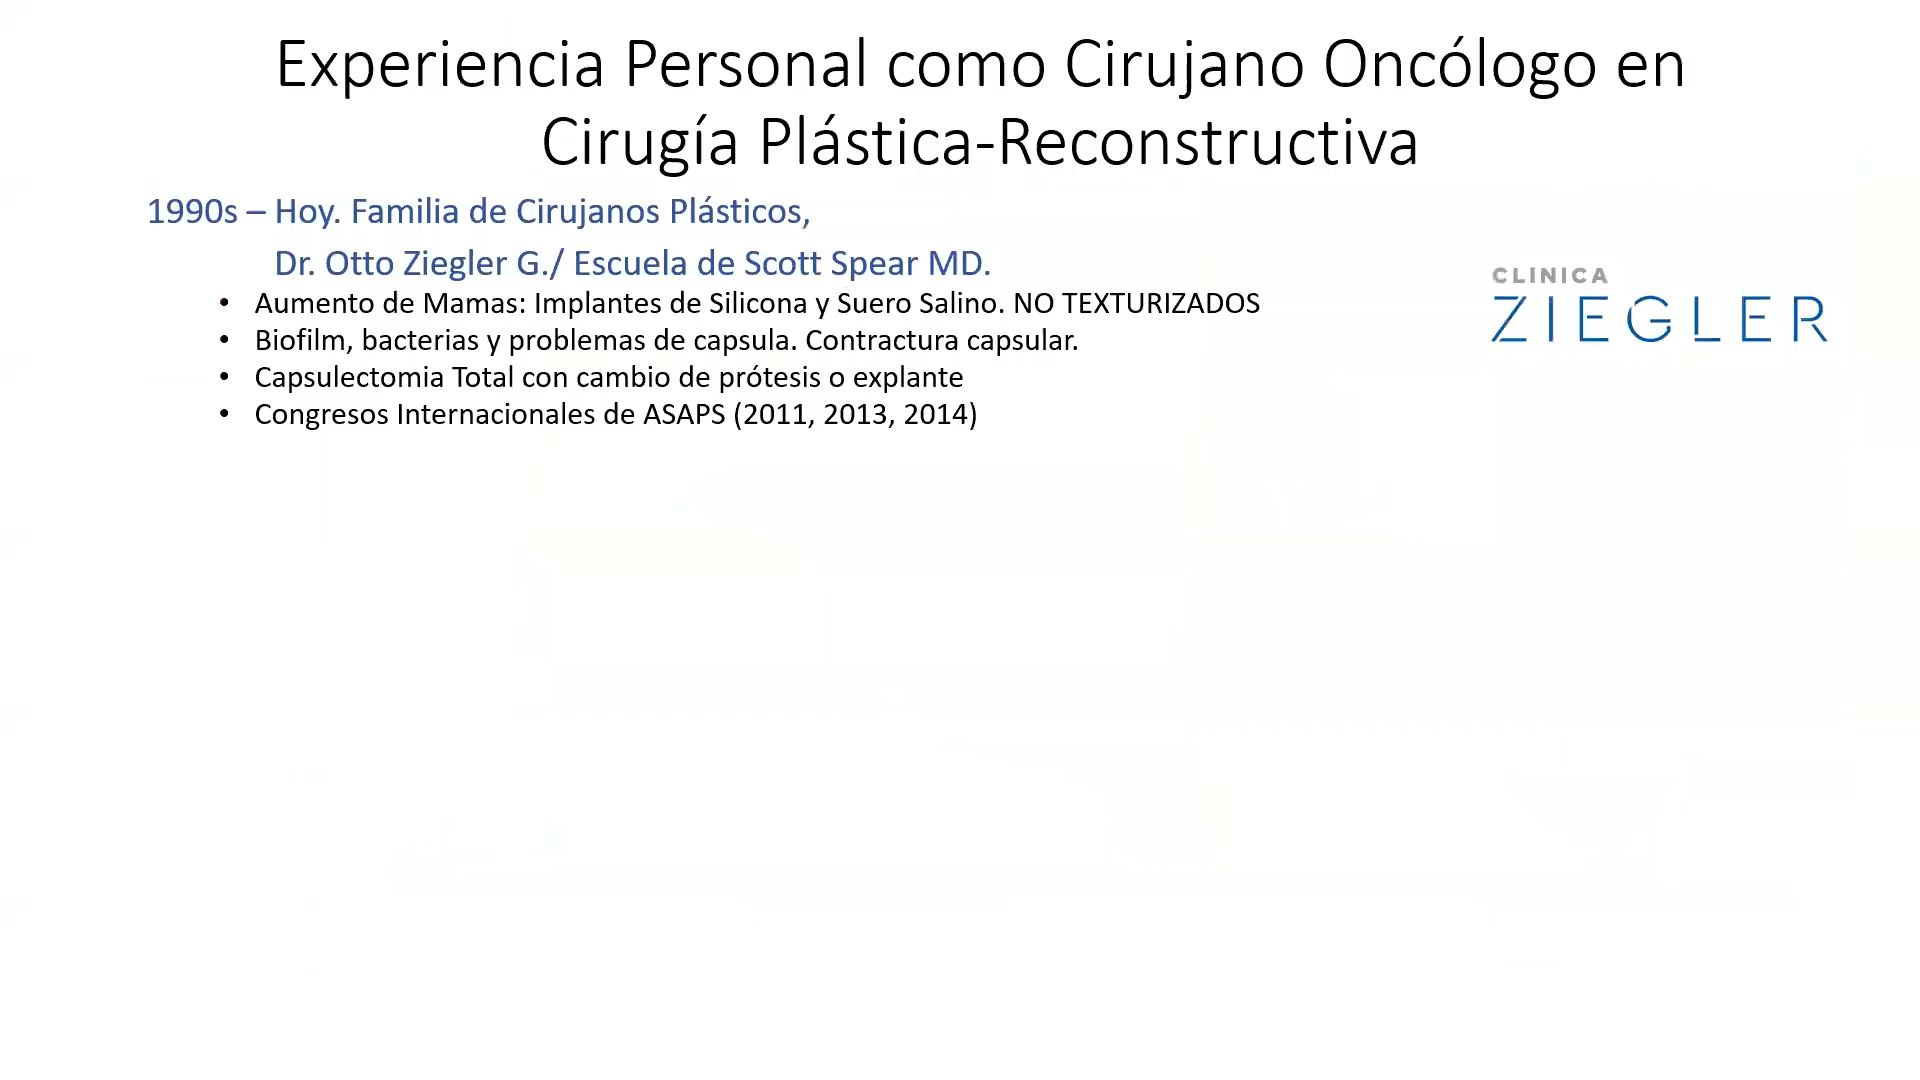 Experiencia Personal como Cirujano Oncólogo en
Cirugía Plástica-Reconstructiva
1990s – Hoy. Familia de Cirujanos Plásticos,
Dr. Otto Ziegler G./ Escuela de Scott Spear MD.
• Aumento de Mamas: Implantes de Silicona y Suero Salino. NO TEXTURIZADOS
• Biofilm, bacterias y problemas de capsula. Contractura capsular.
• Capsulectomia Total con cambio de prótesis o explante
• Congresos Internacionales de ASAPS (2011, 2013, 2014)
CLINICA
ZIEGLER